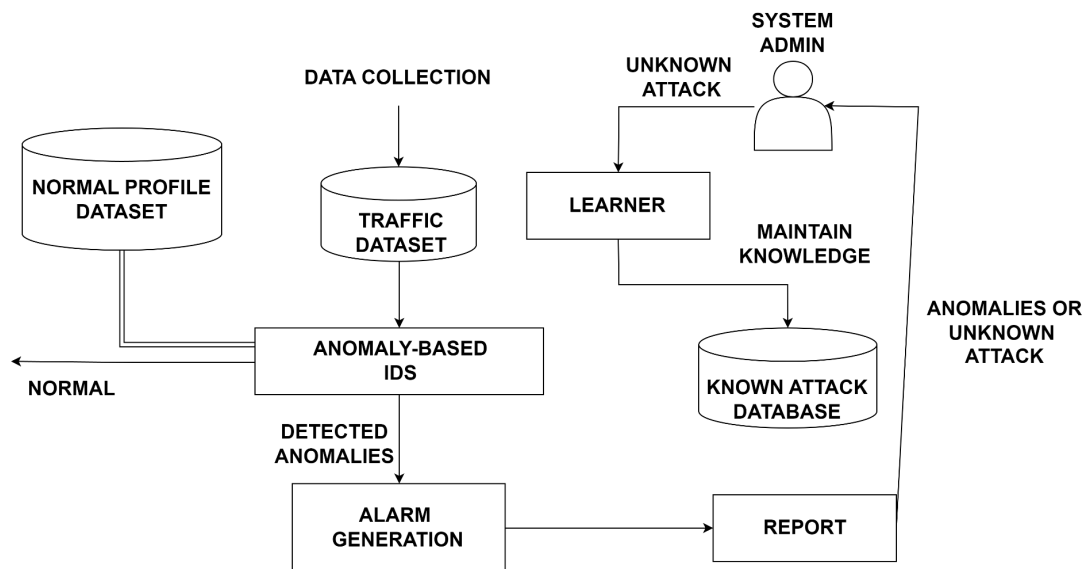 SYSTEM
ADMIN
DATA COLLECTION
UNKNOWN
ATTACK
NORMAL PROFILE
DATASET
TRAFFIC
DATASET
LEARNER
MAINTAIN
KNOWLEDGE
ANOMALY-BASED
IDS
NORMAL
KNOWN ATTACK
DATABASE
ANOMALIES OR
UNKNOWN
ATTACK
DETECTED
ANOMALIES
ALARM
GENERATION
REPORT